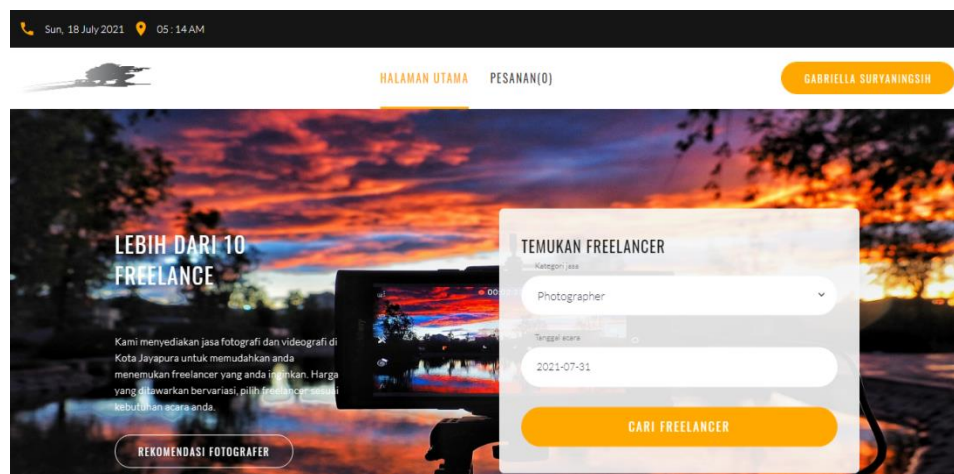 Sun, 18 July 2021 05 : 14 AM
HALAMAN UTAMA PESANAN(0) GABRIELLA SURYANINGSIH
LEBIH DARI 10
FREELANCE
Kami menyediakan jasa fotografi dan videografi di
Kota Jayapura untuk memudahkan anda
menemukan freelancer yang anda inginkan. Harga
yang ditawarkan bervariasi, pilih freelancer sesuai
kebutuhan acara anda.
REKOMENDASI FOTOGRAFER
TEMUKAN FREELANCER
Kategori jasa
Photographer
Tanggal acara
2021-07-31
CARI FREELANCER